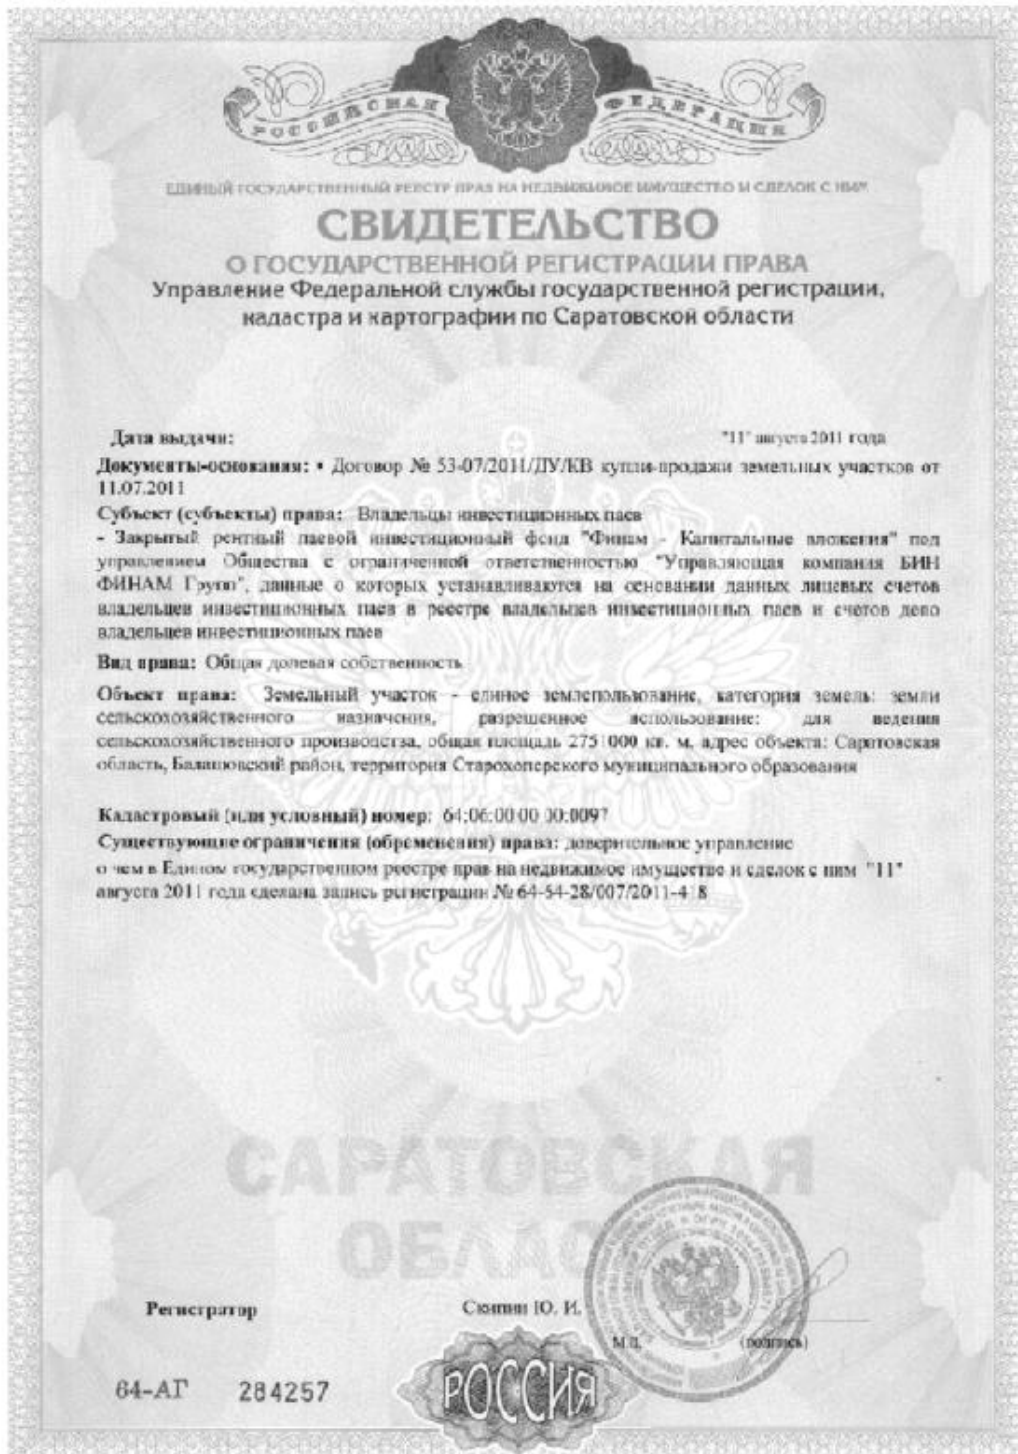 РОССИЙСКАЯ ФЕДЕРАЦИЯ
ЕДИНЫЙ ГОСУДАРСТВЕННЫЙ РЕЕСТР ПРАВ НА НЕДВИЖИМОЕ ИМУЩЕСТВО И СДЕЛОК С НИМ
СВИДЕТЕЛЬСТВО
О ГОСУДАРСТВЕННОЙ РЕГИСТРАЦИИ ПРАВА
Управление Федеральной службы государственной регистрации,
кадастра и картографии по Саратовской области
Дата выдачи: "11" августа 2011 года
Документы-основания: • Договор № 53-07/2011/ДУ/КВ купли-продажи земельных участков от
11.07.2011
Субъект (субъекты) права: Владельцы инвестиционных паев
- Закрытый рентный паевой инвестиционный фонд "Финам - Капитальные вложения" под
управлением Общества с ограниченной ответственностью "Управляющая компания БИН
ФИНАМ Групп", данные о которых устанавливаются на основании данных лицевых счетов
владельцев инвестиционных паев в реестре владельцев инвестиционных паев и счетов депо
владельцев инвестиционных паев
Вид права: Общая долевая собственность
Объект права: Земельный участок - единое землепользование, категория земель: земли
сельскохозяйственного назначения, разрешенное использование: для ведения
сельскохозяйственного производства, общая площадь 2751000 кв. м, адрес объекта: Саратовская
область, Балашовский район, территория Старохоперского муниципального образования
Кадастровый (или условный) номер: 64:06:00 00 00:0097
Существующие ограничения (обременения) права: доверительное управление
о чем в Едином государственном реестре прав на недвижимое имущество и сделок с ним "11"
августа 2011 года сделана запись регистрации № 64-64-28/007/2011-418
САРАТОВСКАЯ
ОБЛАС
Регистратор Скипин Ю. И.
М.П. (подпись)
64-АГ 284257
РОССИЯ